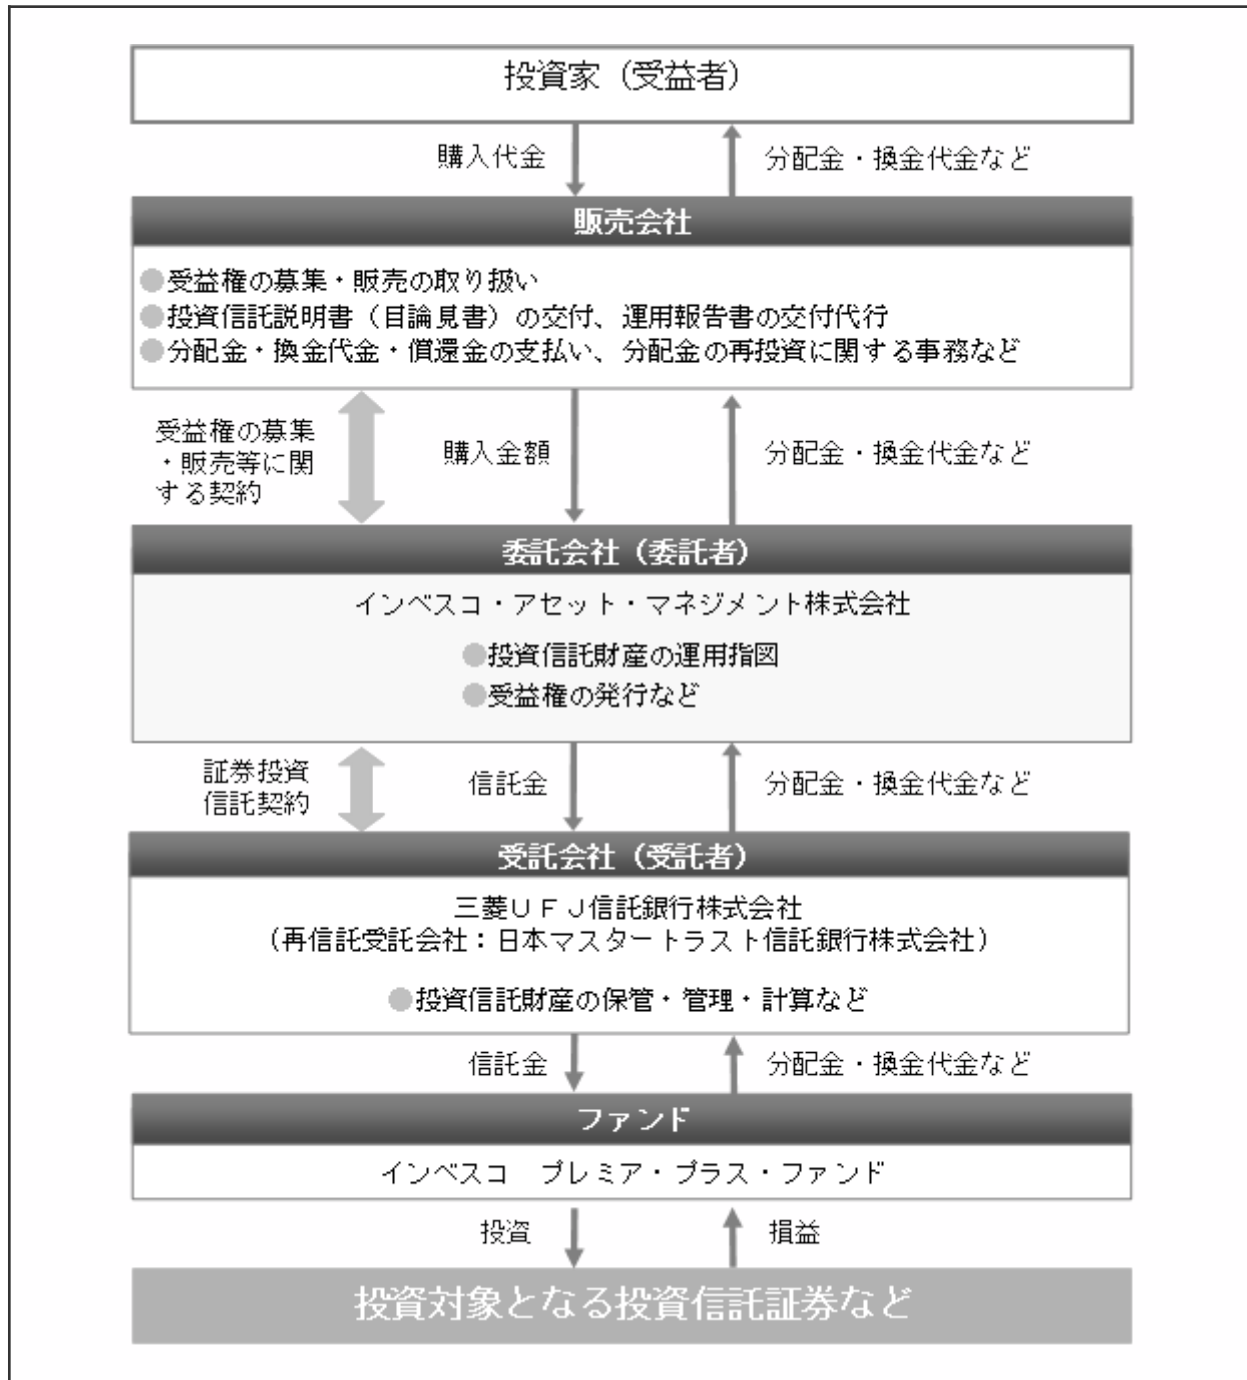 投資家（受益者）
購入代金
分配金・換金代金など
販売会社
●受益権の募集・販売の取り扱い
●投資信託説明書（目論見書）の交付、運用報告書の交付代行
●分配金・換金代金・償還金の支払い、分配金の再投資に関する事務など
受益権の募集
・販売等に関
する契約
購入金額
分配金・換金代金など
委託会社（委託者）
インベスコ・アセット・マネジメント株式会社
●投資信託財産の運用指図
●受益権の発行など
証券投資
信託契約
信託金
分配金・換金代金など
受託会社（受託者）
三菱ＵＦＪ信託銀行株式会社
（再信託受託会社：日本マスタートラスト信託銀行株式会社）
●投資信託財産の保管・管理・計算など
信託金
分配金・換金代金など
ファンド
インベスコ　プレミア・プラス・ファンド
投資
損益
投資対象となる投資信託証券など